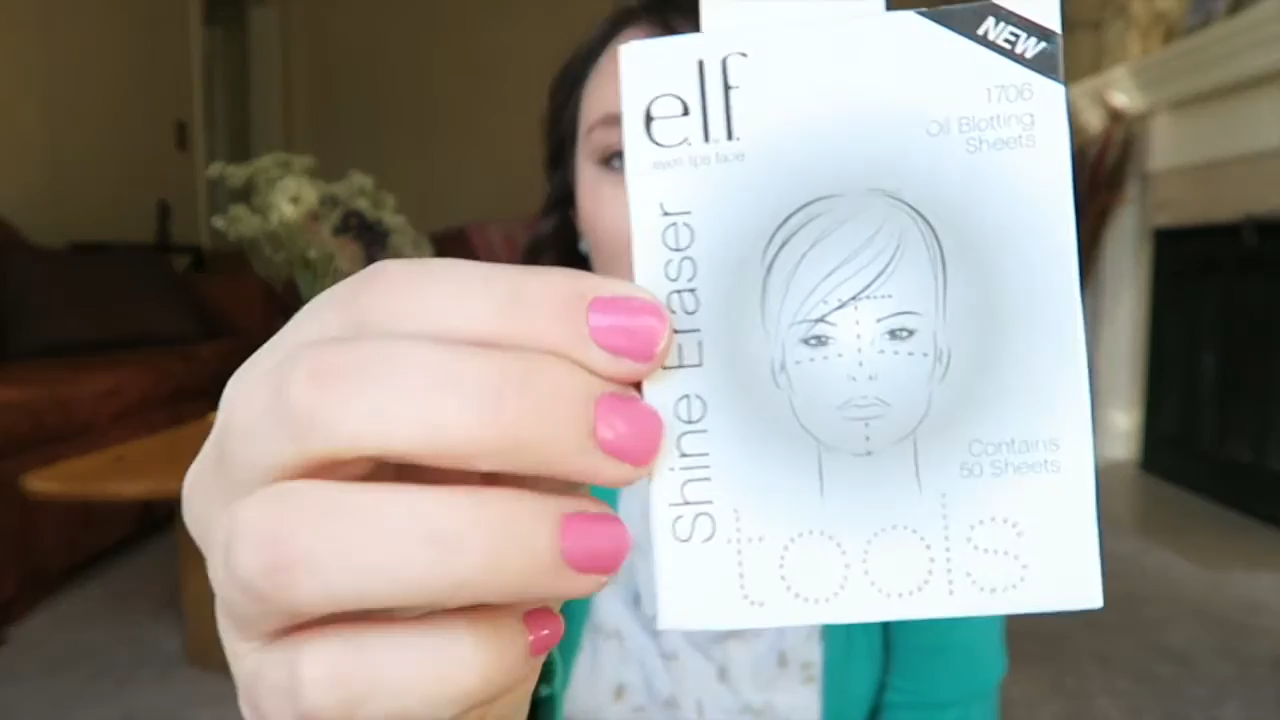 NEW
e.l.f.
eyes lips face
1706
Oil Blotting
Sheets
Shine Eraser
Contains
50 Sheets
tools